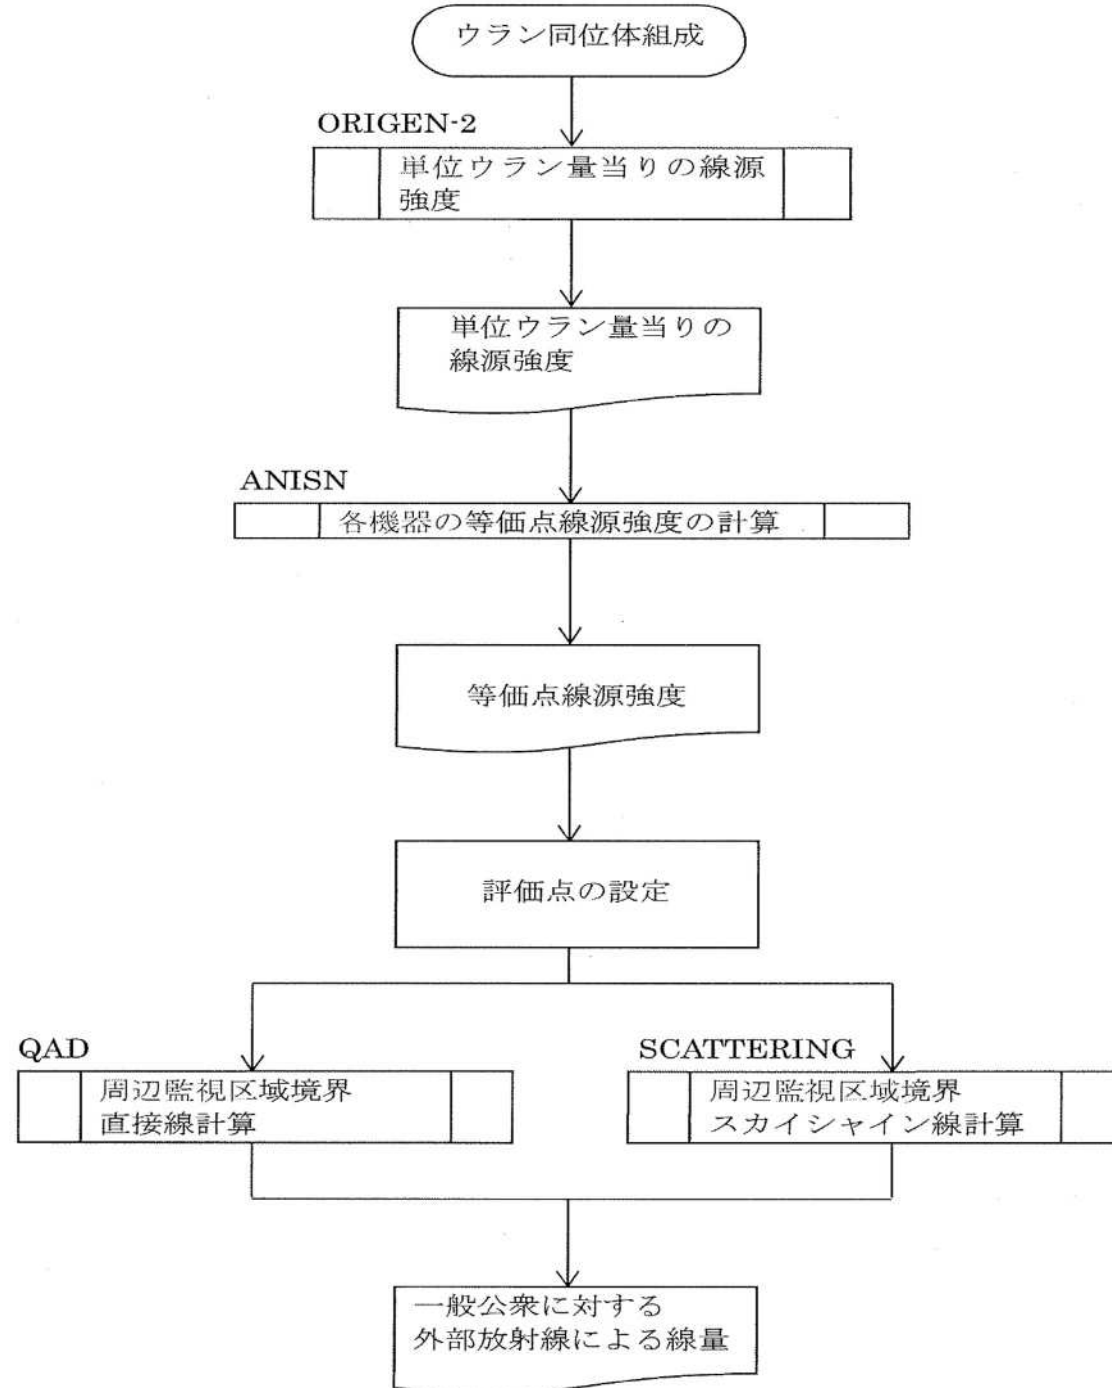 ウラン同位体組成
ORIGEN-2
単位ウラン量当りの線源
強度
単位ウラン量当りの
線源強度
ANISN
各機器の等価点線源強度の計算
等価点線源強度
評価点の設定
QAD
周辺監視区域境界
直接線計算
SCATTERING
周辺監視区域境界
スカイシャイン線計算
一般公衆に対する
外部放射線による線量